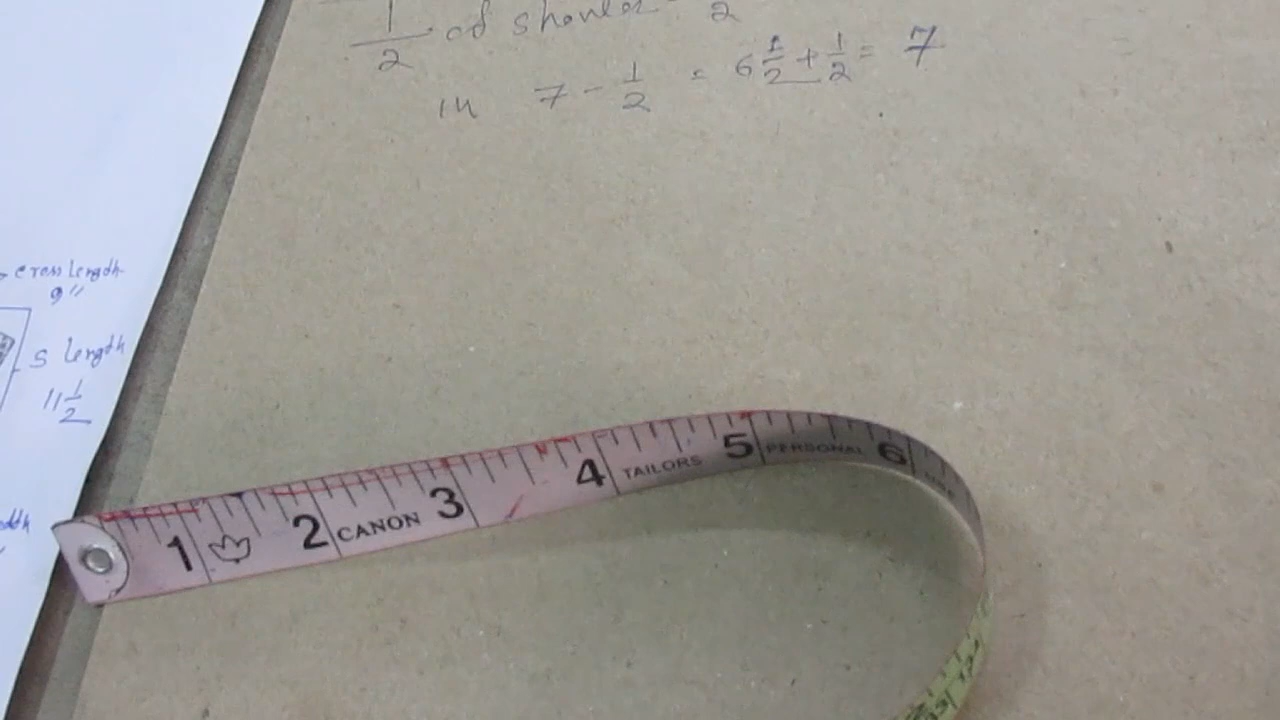 1/2 of shoulder 2
in 7 - 1/2 = 6 1/2 + 1/2 = 7
cross length
9"
S length
11 1/2
1 2 CANON 3 4 TAILORS 5 PERSONAL 6